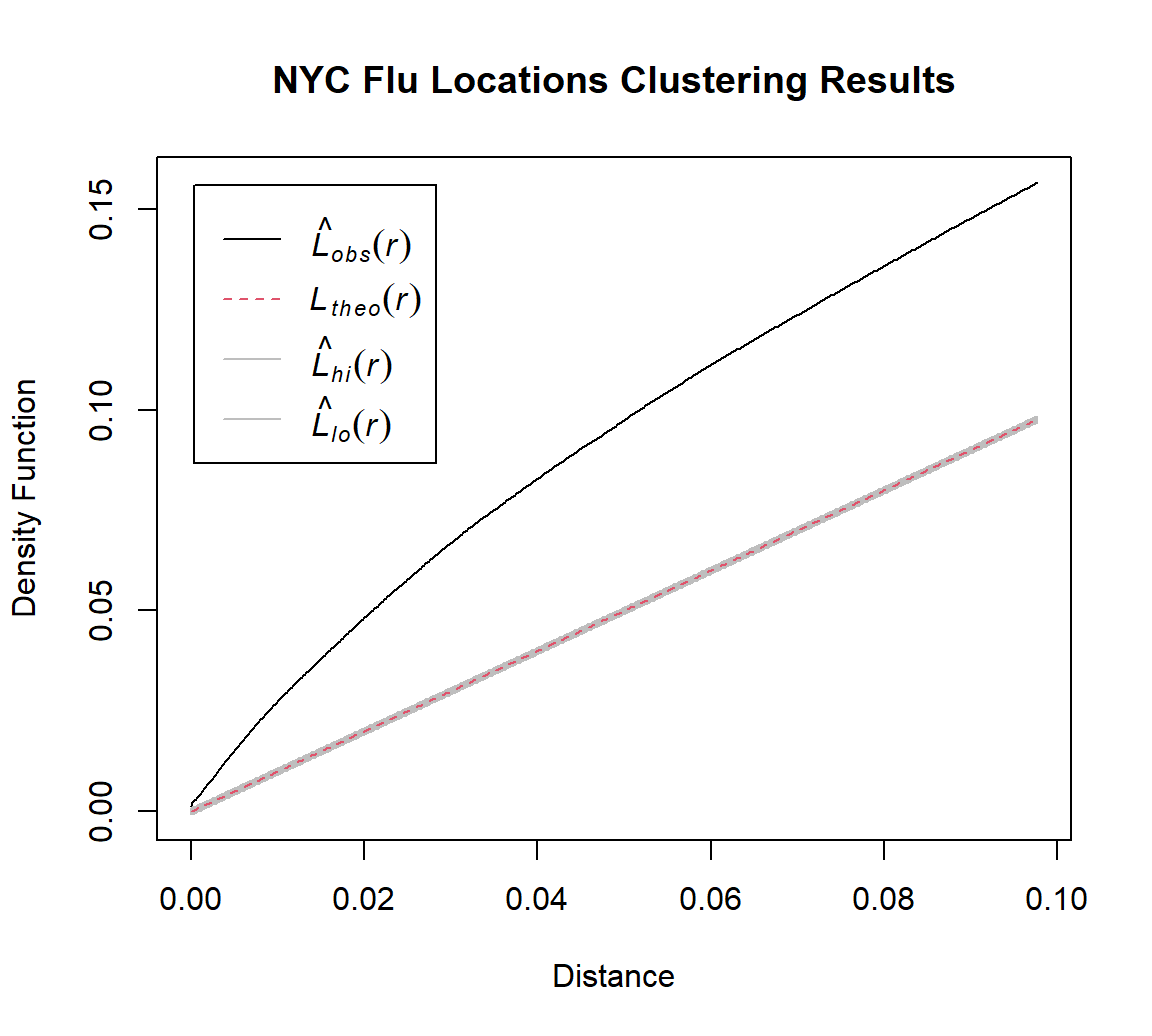 NYC Flu Locations Clustering Results
L̂obs(r)
Ltheo(r)
L̂hi(r)
L̂lo(r)
Density Function
0.15
0.10
0.05
0.00
0.00 0.02 0.04 0.06 0.08 0.10
Distance